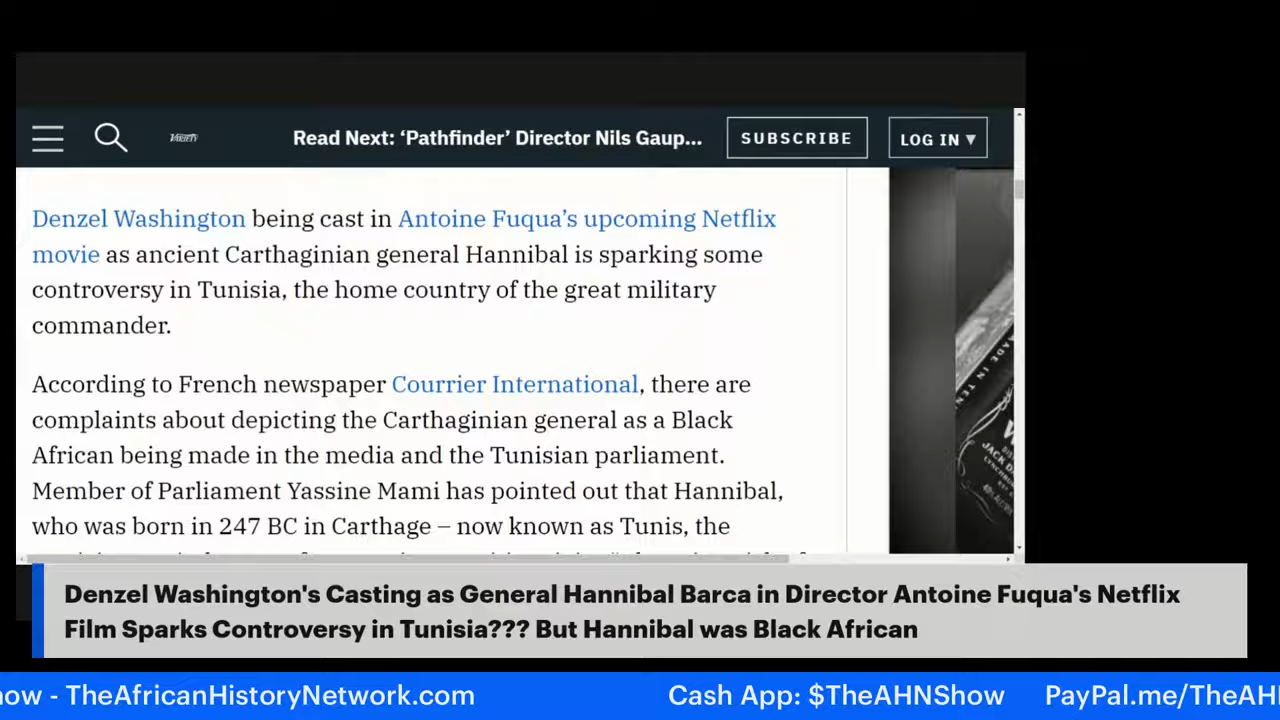 VARIETY
Read Next: ‘Pathfinder’ Director Nils Gaup...
SUBSCRIBE
LOG IN ▾
Denzel Washington being cast in Antoine Fuqua’s upcoming Netflix
movie as ancient Carthaginian general Hannibal is sparking some
controversy in Tunisia, the home country of the great military
commander.
According to French newspaper Courrier International, there are
complaints about depicting the Carthaginian general as a Black
African being made in the media and the Tunisian parliament.
Member of Parliament Yassine Mami has pointed out that Hannibal,
who was born in 247 BC in Carthage – now known as Tunis, the
MADE IN TEN
JACK DA
Denzel Washington's Casting as General Hannibal Barca in Director Antoine Fuqua's Netflix
Film Sparks Controversy in Tunisia??? But Hannibal was Black African
how - TheAfricanHistoryNetwork.com
Cash App: $TheAHNShow
PayPal.me/TheAH